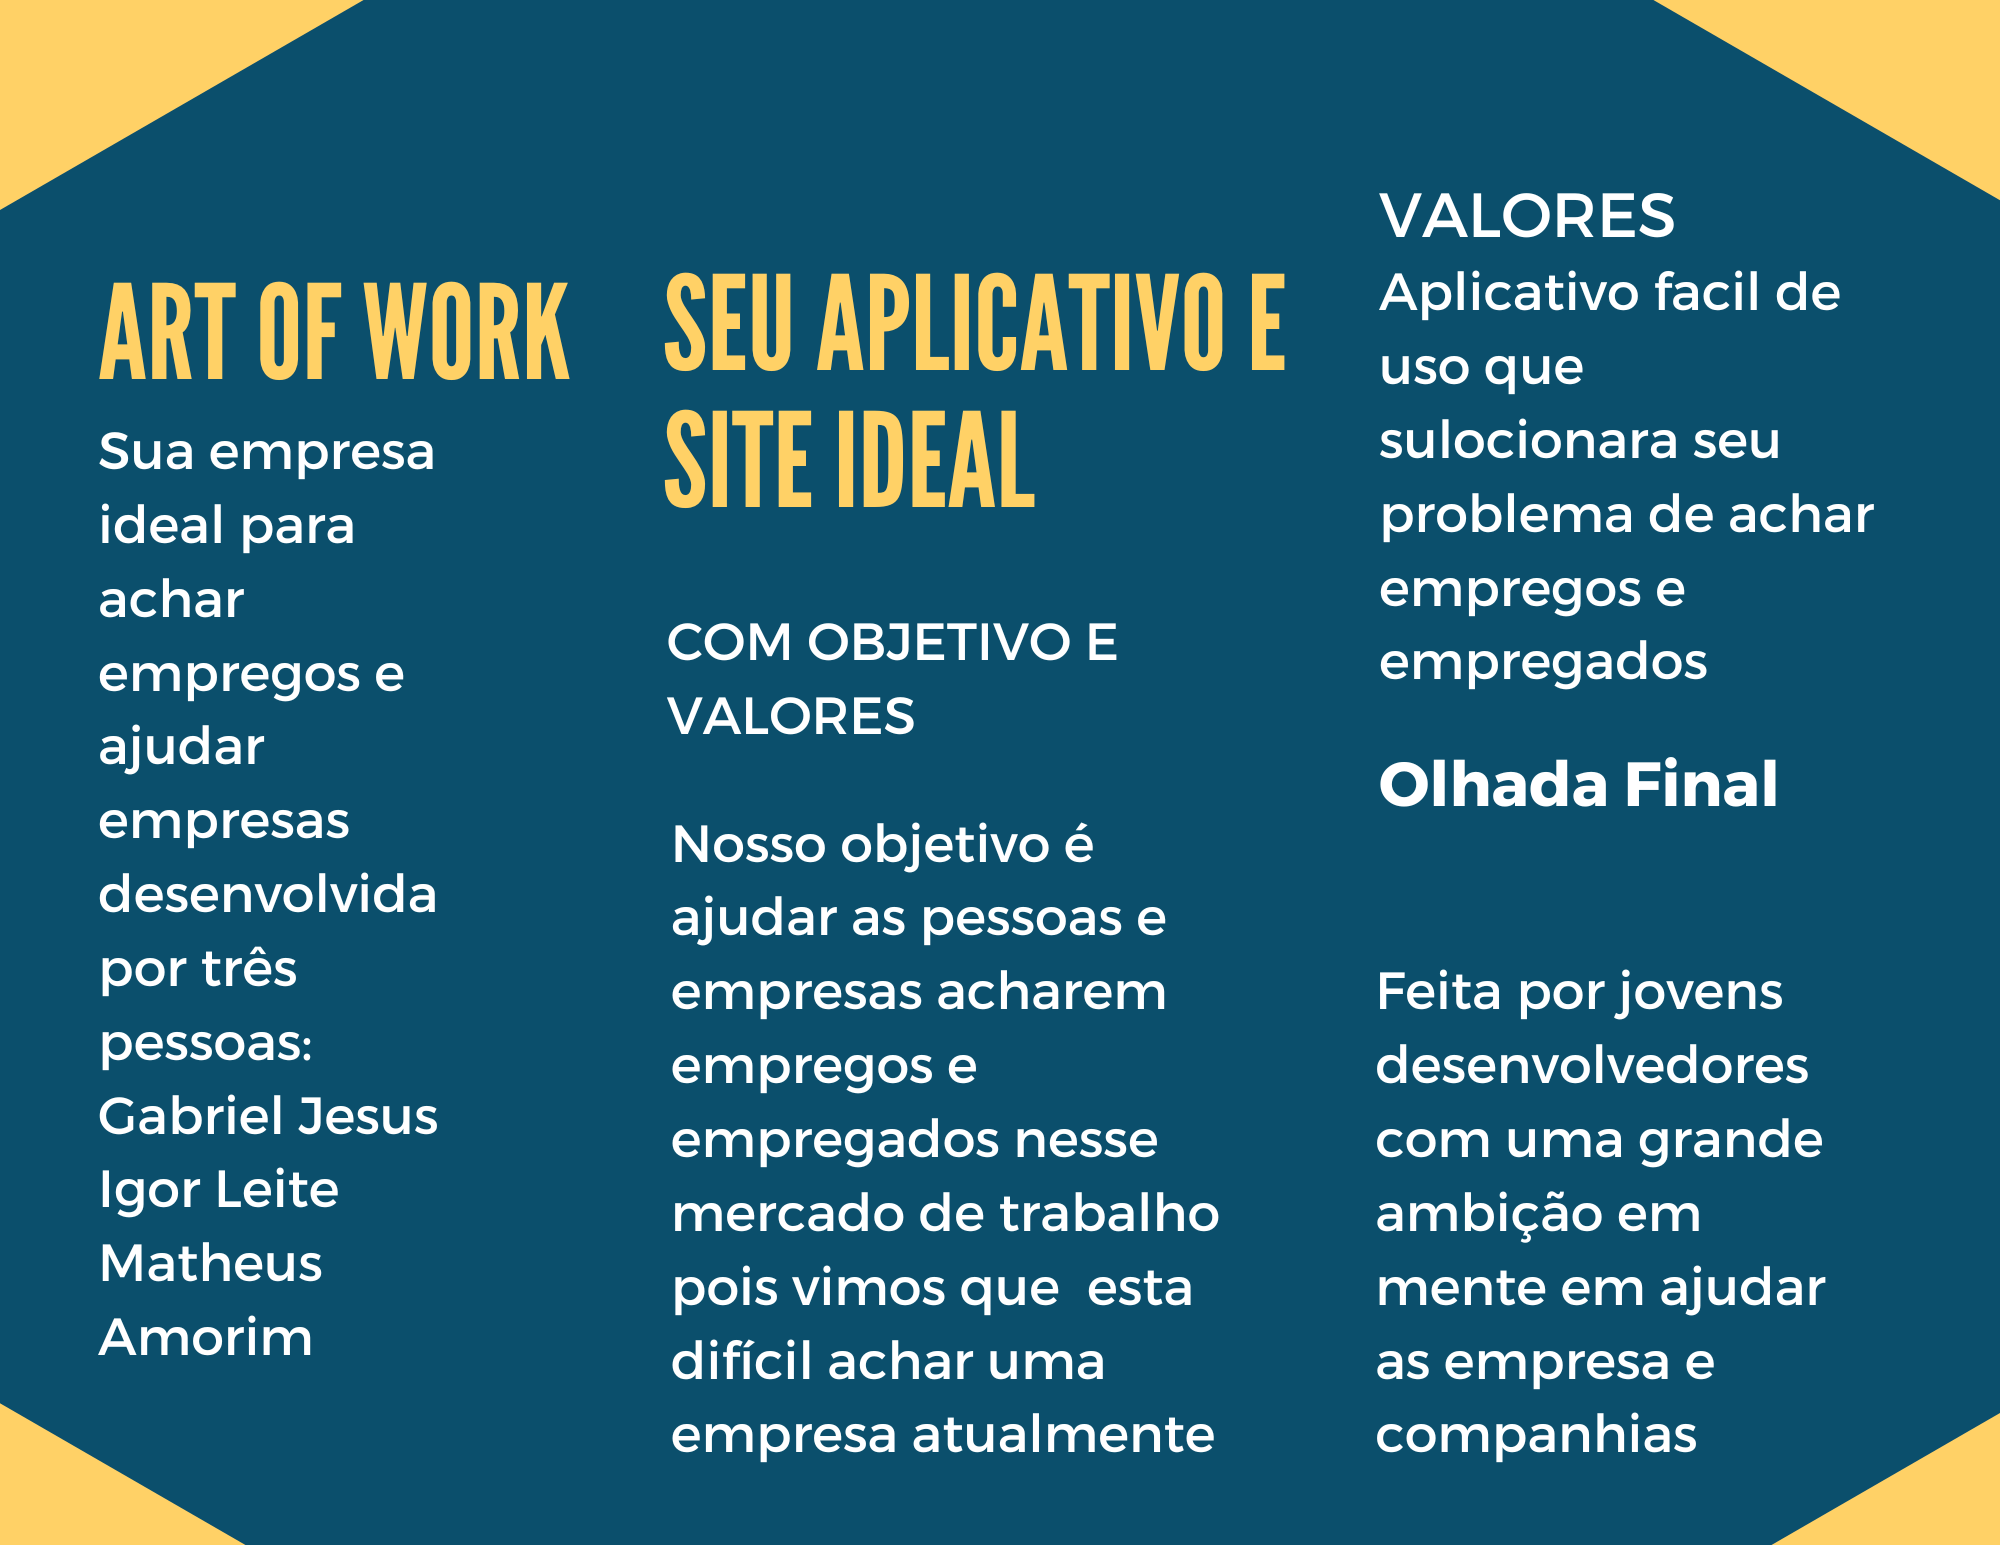 ART OF WORK
Sua empresa
ideal para
achar
empregos e
ajudar
empresas
desenvolvida
por três
pessoas:
Gabriel Jesus
Igor Leite
Matheus
Amorim
SEU APLICATIVO E
SITE IDEAL
COM OBJETIVO E
VALORES
Nosso objetivo é
ajudar as pessoas e
empresas acharem
empregos e
empregados nesse
mercado de trabalho
pois vimos que  esta
difícil achar uma
empresa atualmente
VALORES
Aplicativo facil de
uso que
sulocionara seu
problema de achar
empregos e
empregados
Olhada Final
Feita por jovens
desenvolvedores
com uma grande
ambição em
mente em ajudar
as empresa e
companhias